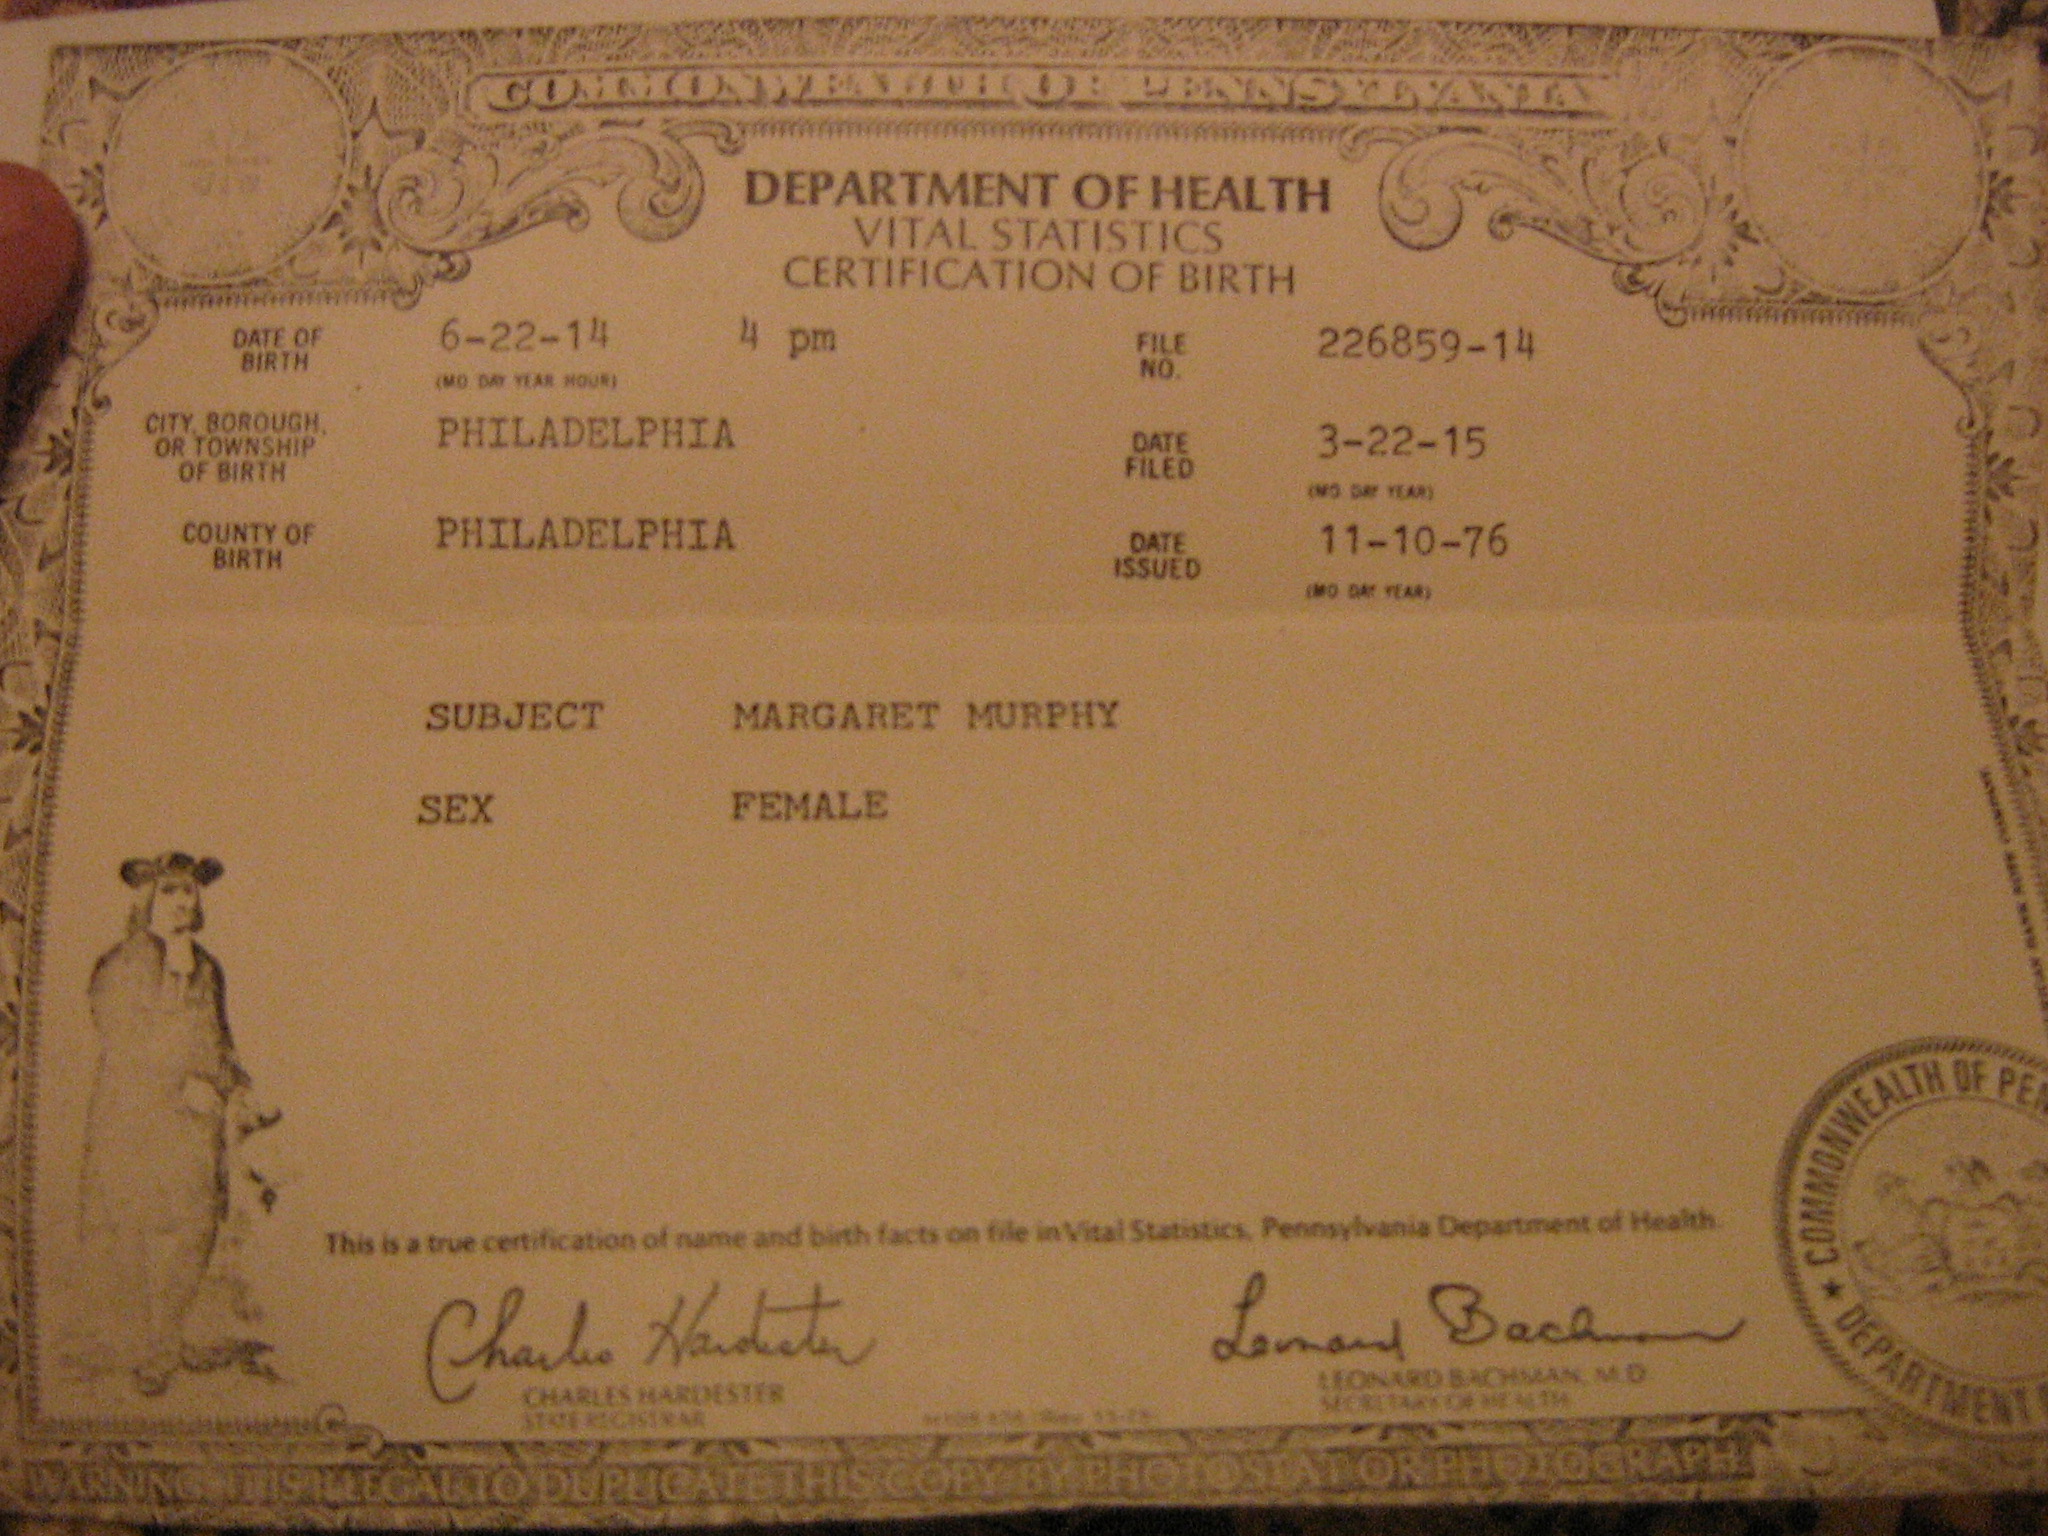 COMMONWEALTH OF PENNSYLVANIA
DEPARTMENT OF HEALTH
VITAL STATISTICS
CERTIFICATION OF BIRTH
DATE OF
BIRTH
6-22-14 4 pm
(MO DAY YEAR HOUR)
FILE
NO.
226859-14
CITY, BOROUGH,
OR TOWNSHIP
OF BIRTH
PHILADELPHIA
DATE
FILED
3-22-15
(MO DAY YEAR)
COUNTY OF
BIRTH
PHILADELPHIA
DATE
ISSUED
11-10-76
(MO DAY YEAR)
SUBJECT MARGARET MURPHY
SEX FEMALE
This is a true certification of name and birth facts on file in Vital Statistics, Pennsylvania Department of Health.
Charles Hardester
CHARLES HARDESTER
STATE REGISTRAR
Leonard Bachman
LEONARD BACHMAN, M.D.
SECRETARY OF HEALTH
COMMONWEALTH OF PEN
★ DEPARTMENT
WARNING: IT IS ILLEGAL TO DUPLICATE THIS COPY BY PHOTOSTAT OR PHOTOGRAPH.